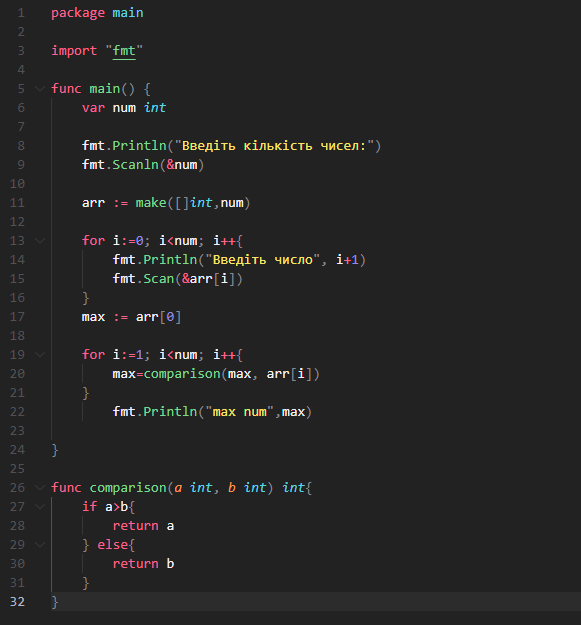 1 package main
2
3 import "fmt"
4
5 func main() {
6     var num int
7
8     fmt.Println("Введіть кількість чисел:")
9     fmt.Scanln(&num)
10
11     arr := make([]int,num)
12
13     for i:=0; i<num; i++{
14         fmt.Println("Введіть число", i+1)
15         fmt.Scan(&arr[i])
16     }
17     max := arr[0]
18
19     for i:=1; i<num; i++{
20         max=comparison(max, arr[i])
21     }
22         fmt.Println("max num",max)
23
24 }
25
26 func comparison(a int, b int) int{
27     if a>b{
28         return a
29     } else{
30         return b
31     }
32 }